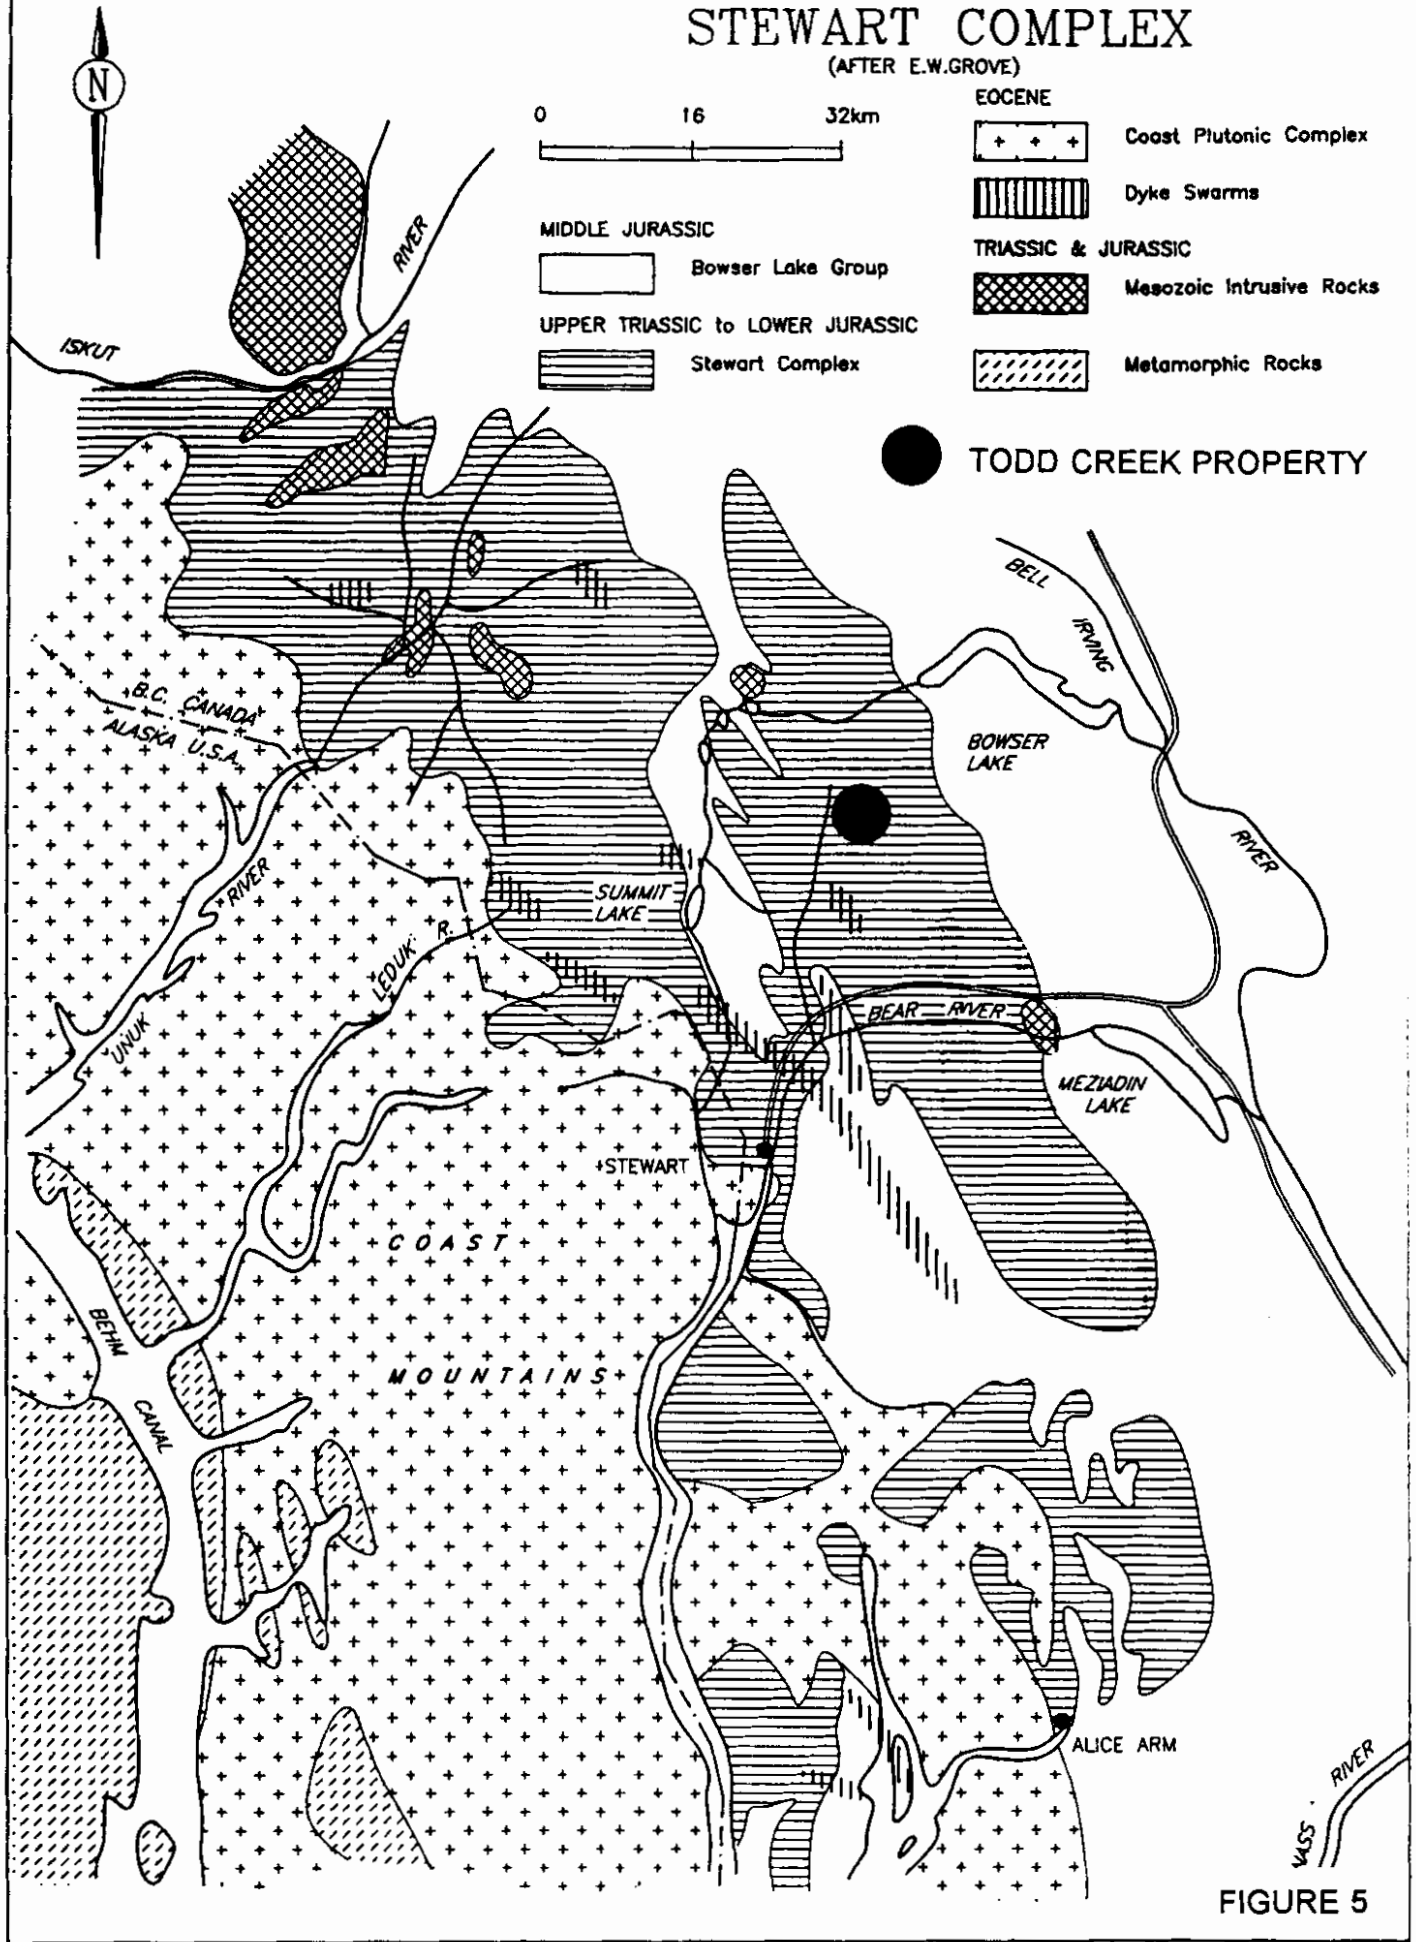 STEWART COMPLEX
(AFTER E.W.GROVE)
N
0 16 32km
EOCENE
Coast Plutonic Complex
Dyke Swarms
MIDDLE JURASSIC
Bowser Lake Group
TRIASSIC & JURASSIC
Mesozoic Intrusive Rocks
UPPER TRIASSIC to LOWER JURASSIC
Stewart Complex
Metamorphic Rocks
TODD CREEK PROPERTY
RIVER
ISKUT
BELL
IRVING
RIVER
B.C. CANADA
ALASKA U.S.A.
BOWSER
LAKE
SUMMIT
LAKE
UNUK
RIVER
LEDUK R.
BEAR RIVER
MEZIADIN
LAKE
STEWART
COAST
MOUNTAINS
BEHM
CANAL
ALICE ARM
NASS
RIVER
FIGURE 5